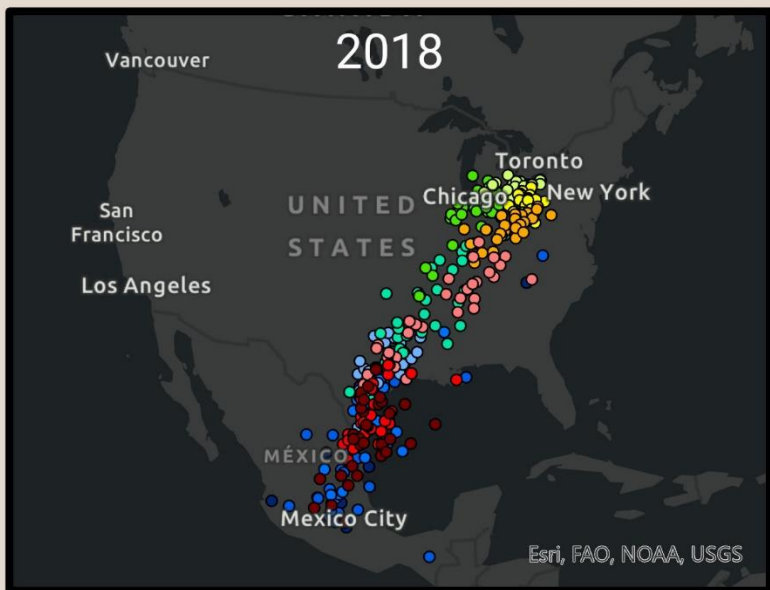 2018
Vancouver
Toronto
Chicago
New York
UNITED
STATES
San
Francisco
Los Angeles
MÉXICO
Mexico City
Esri, FAO, NOAA, USGS